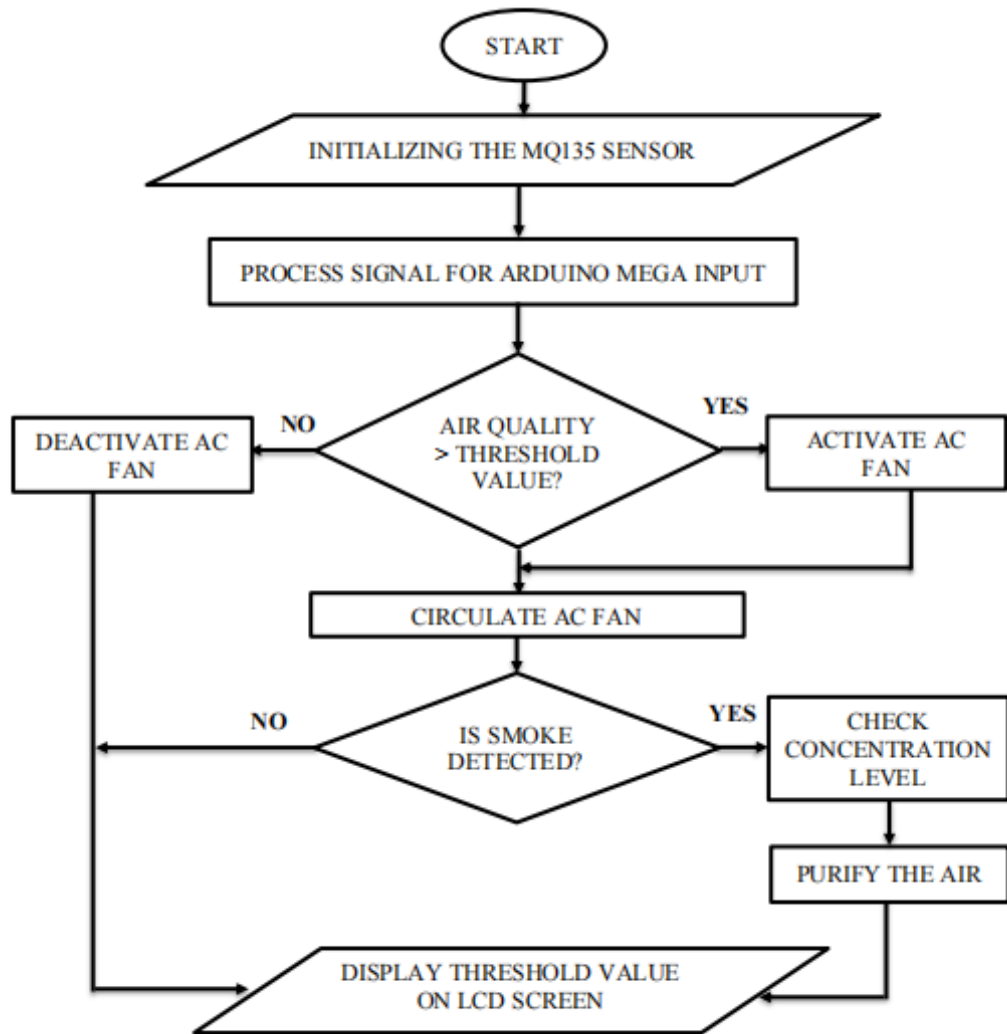 START
INITIALIZING THE MQ135 SENSOR
PROCESS SIGNAL FOR ARDUINO MEGA INPUT
NO
YES
DEACTIVATE AC
FAN
AIR QUALITY
> THRESHOLD
VALUE?
ACTIVATE AC
FAN
CIRCULATE AC FAN
NO
YES
IS SMOKE
DETECTED?
CHECK
CONCENTRATION
LEVEL
PURIFY THE AIR
DISPLAY THRESHOLD VALUE
ON LCD SCREEN